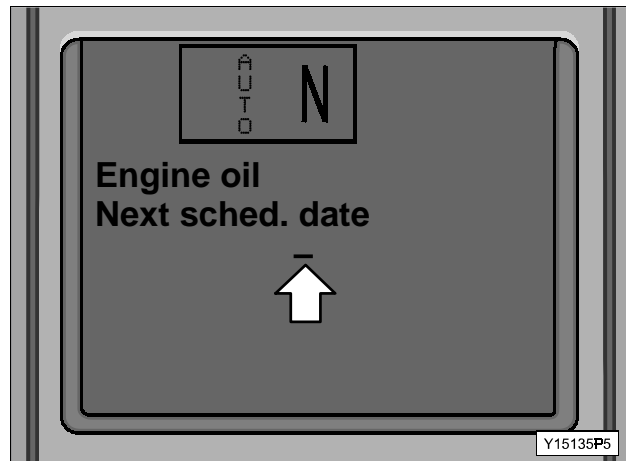 AUTO N
Engine oil
Next sched. date
–
Y15135P5